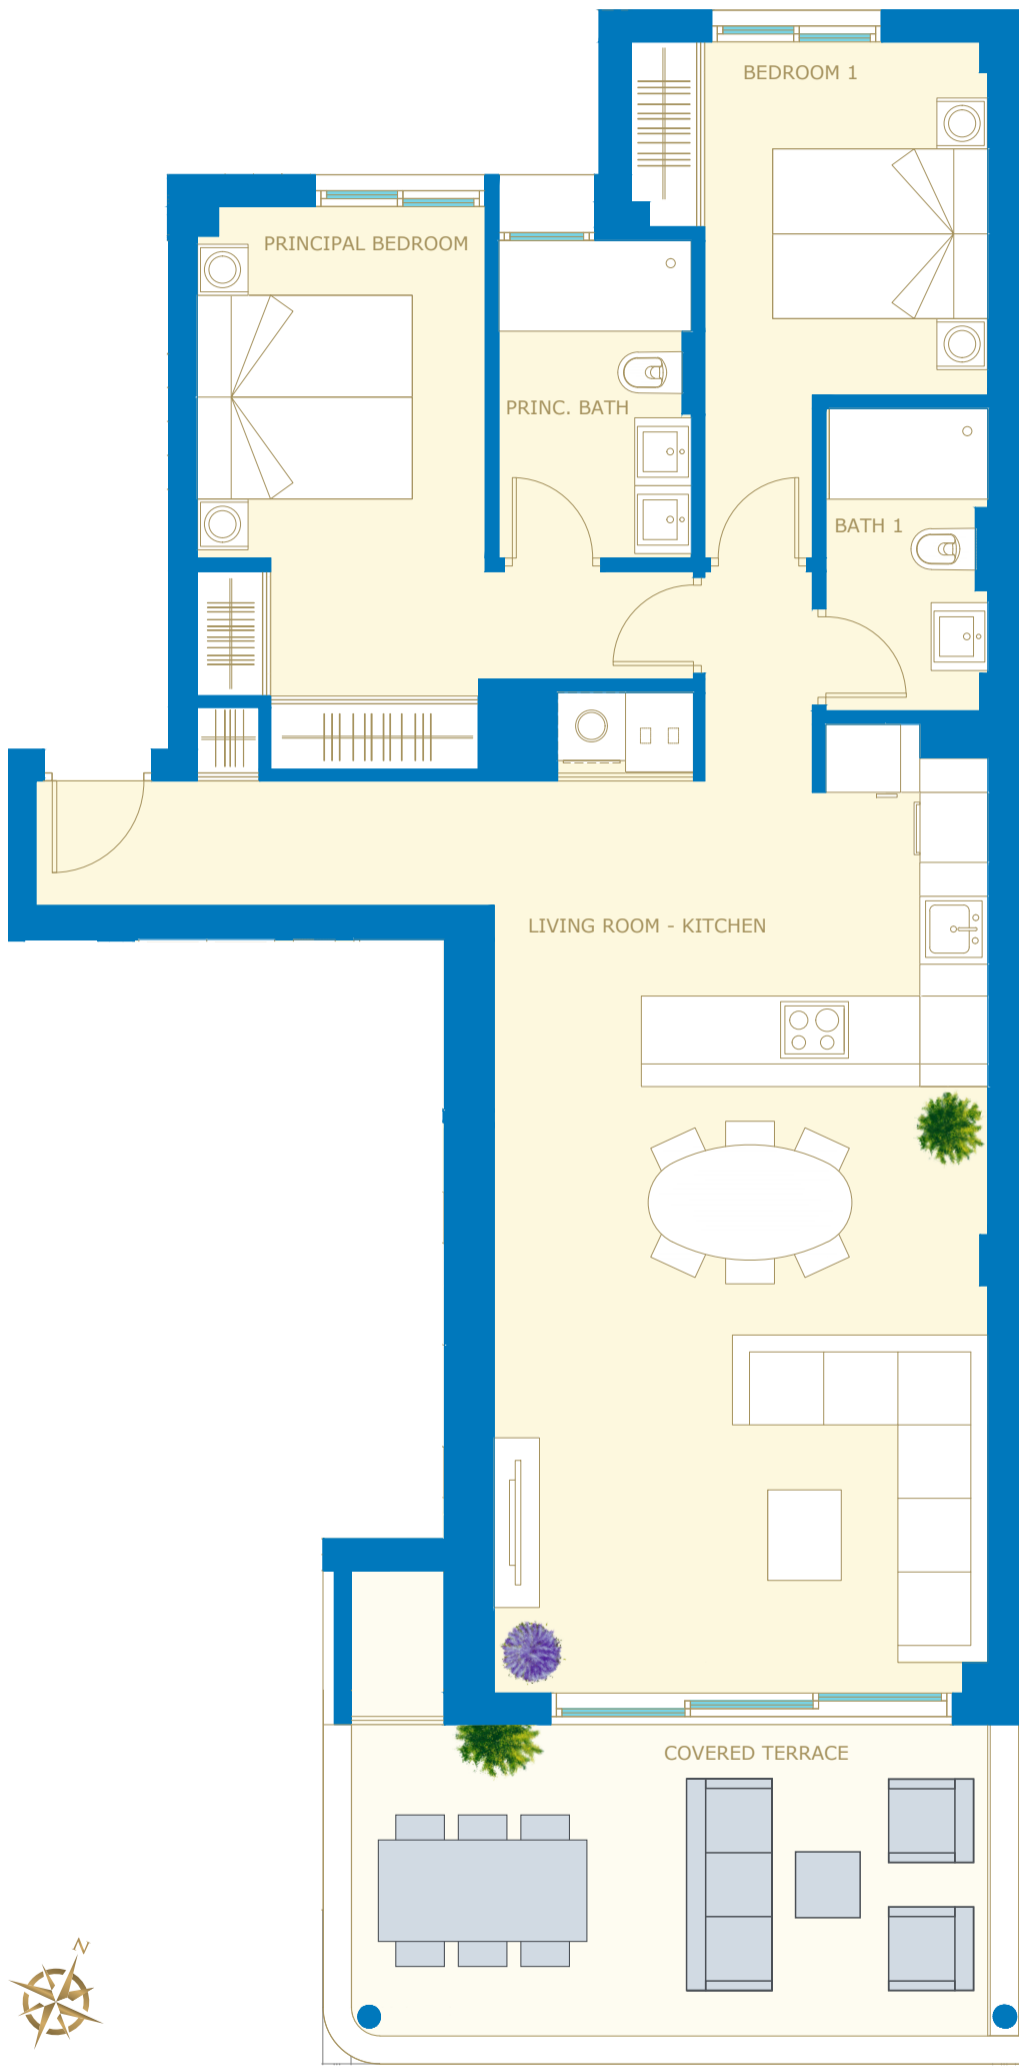 BEDROOM 1
PRINCIPAL BEDROOM
PRINC. BATH
BATH 1
LIVING ROOM - KITCHEN
COVERED TERRACE
N